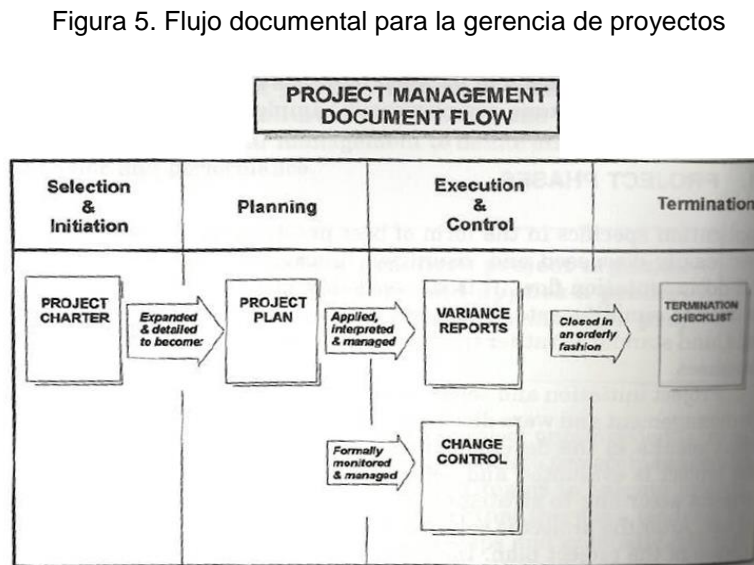 Figura 5. Flujo documental para la gerencia de proyectos
PROJECT MANAGEMENT
DOCUMENT FLOW
Selection
&
Initiation
Planning
Execution
&
Control
Termination
PROJECT
CHARTER
Expanded
& detailed
to become:
PROJECT
PLAN
Applied,
interpreted
& managed
VARIANCE
REPORTS
Closed in
an orderly
fashion
TERMINATION
CHECKLIST
Formally
monitored
& managed
CHANGE
CONTROL
PROJECT PHASES